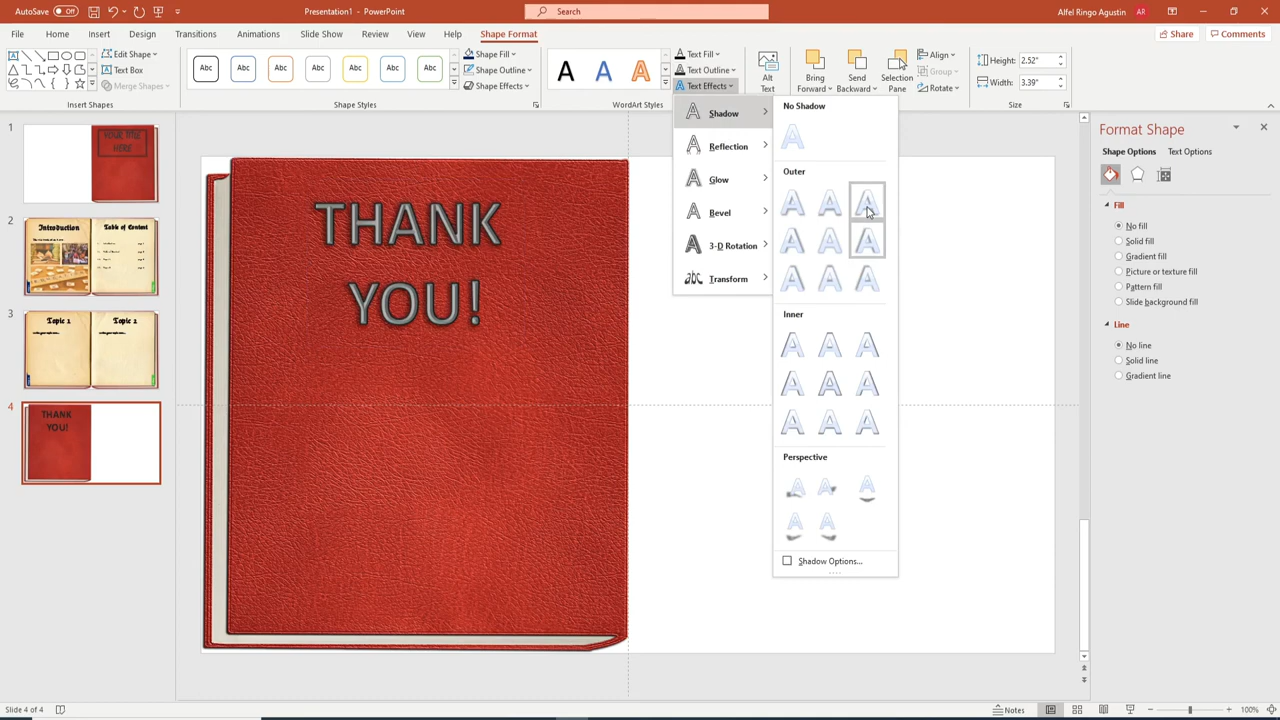 AutoSave Off
Presentation1 - PowerPoint
Search
Alfel Ringo Agustin AR
File Home Insert Design Transitions Animations Slide Show Review View Help Shape Format
Share Comments
Edit Shape
Text Box
Merge Shapes
Insert Shapes
Abc Abc Abc Abc Abc Abc Abc
Shape Fill
Shape Outline
Shape Effects
Shape Styles
A A A
Text Fill
Text Outline
Text Effects
WordArt Styles
Alt Text
Bring Forward
Send Backward
Selection Pane
Align
Group
Rotate
Height: 2.52"
Width: 3.39"
Size
Shadow
Reflection
Glow
Bevel
3-D Rotation
Transform
No Shadow
Outer
Inner
Perspective
Shadow Options...
1
YOUR TITLE
HERE
2
Introduction
Table of Content
3
Topic 1
Topic 2
4
THANK
YOU!
THANK
YOU!
Format Shape
Shape Options Text Options
Fill
No fill
Solid fill
Gradient fill
Picture or texture fill
Pattern fill
Slide background fill
Line
No line
Solid line
Gradient line
Slide 4 of 4
Notes
100%